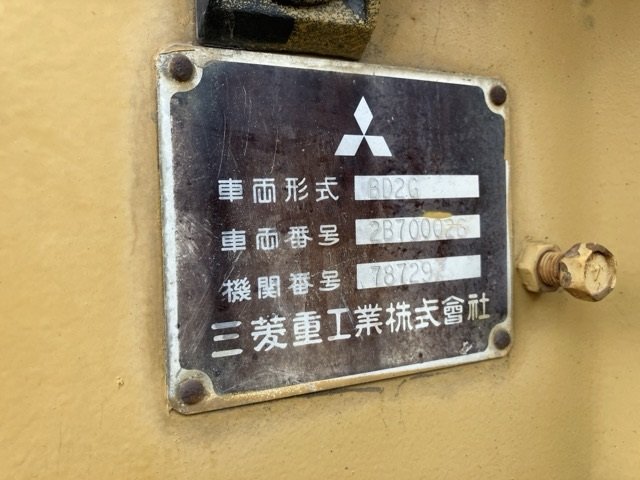 車両形式 BD2G
車両番号 2B700026
機関番号 78729
三菱重工業株式會社